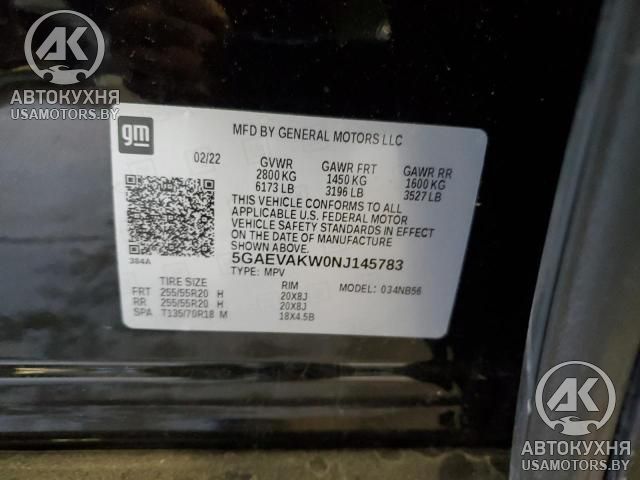 AK
АВТОКУХНЯ
USAMOTORS.BY
gm
MFD BY GENERAL MOTORS LLC
02/22
GVWR GAWR FRT GAWR RR
2800 KG 1450 KG 1600 KG
6173 LB 3196 LB 3527 LB
THIS VEHICLE CONFORMS TO ALL
APPLICABLE U.S. FEDERAL MOTOR
VEHICLE SAFETY STANDARDS IN EFFECT
ON THE DATE OF MANUFACTURE
SHOWN ABOVE.
384A
5GAEVAKW0NJ145783
TYPE: MPV MODEL: 034NB56
TIRE SIZE RIM
FRT 255/55R20 H 20X8J
RR 255/55R20 H 20X8J
SPA T135/70R18 M 18X4.5B
AK
АВТОКУХНЯ
USAMOTORS.BY